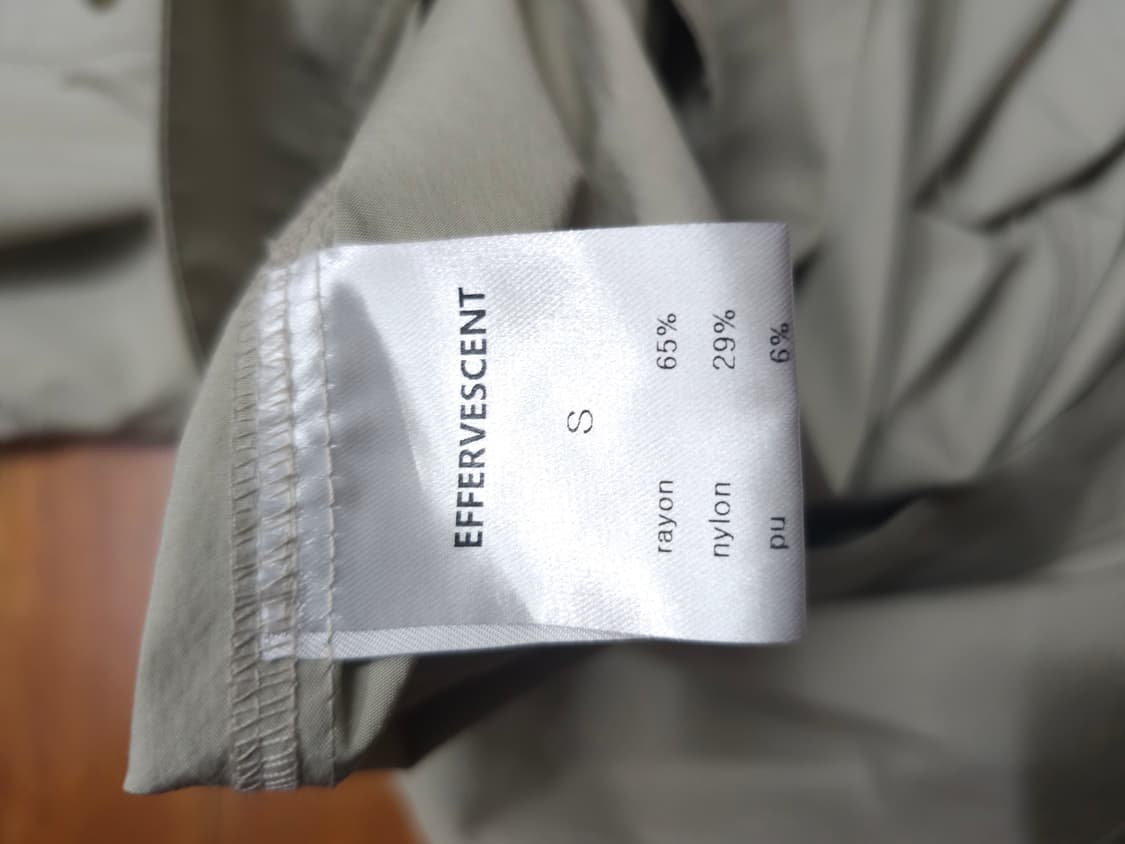 EFFERVESCENT
S
rayon 65%
nylon 29%
pu 6%